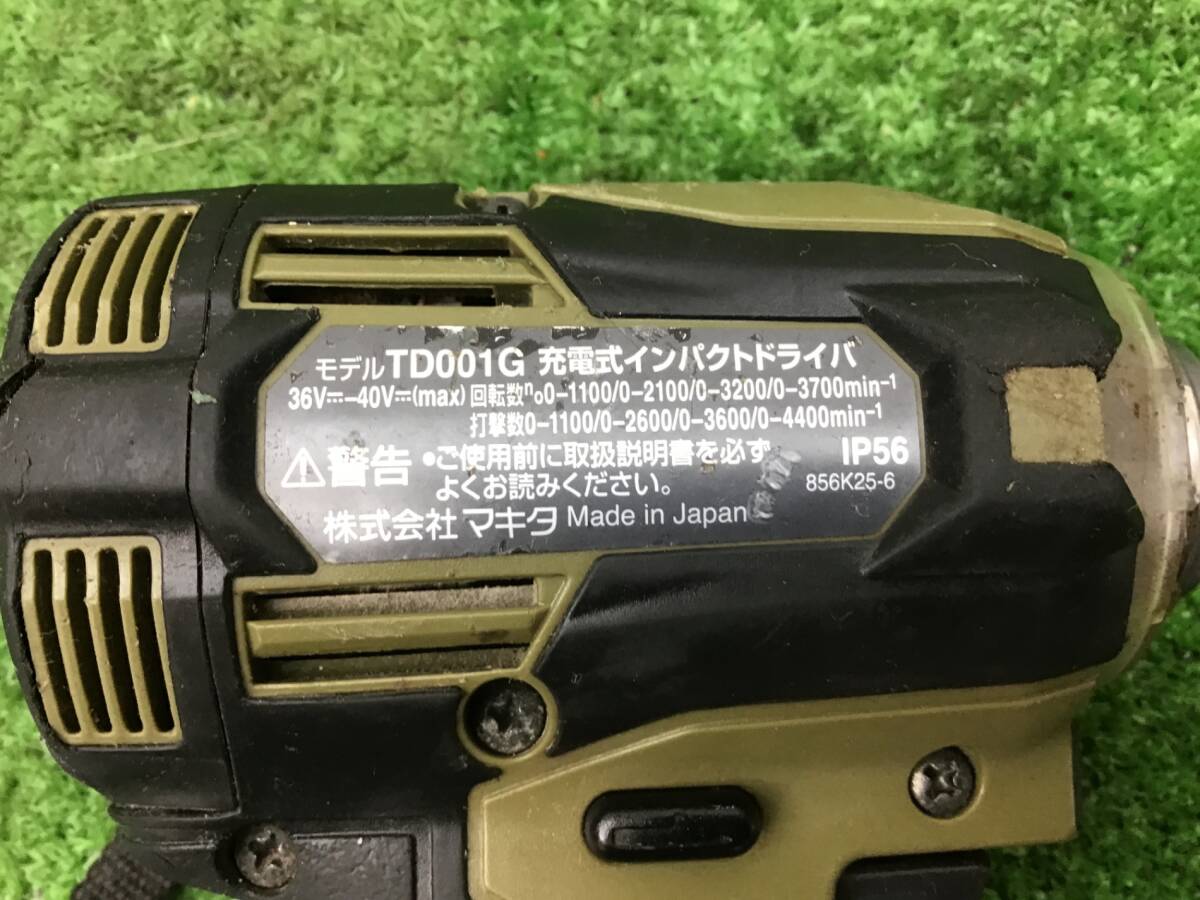 モデルTD001G 充電式インパクトドライバ
36V⎓–40V⎓(max) 回転数n₀0-1100/0-2100/0-3200/0-3700min⁻¹
打撃数0-1100/0-2600/0-3600/0-4400min⁻¹
⚠警告 •ご使用前に取扱説明書を必ず
よくお読みください。
IP56
856K25-6
株式会社マキタ Made in Japan